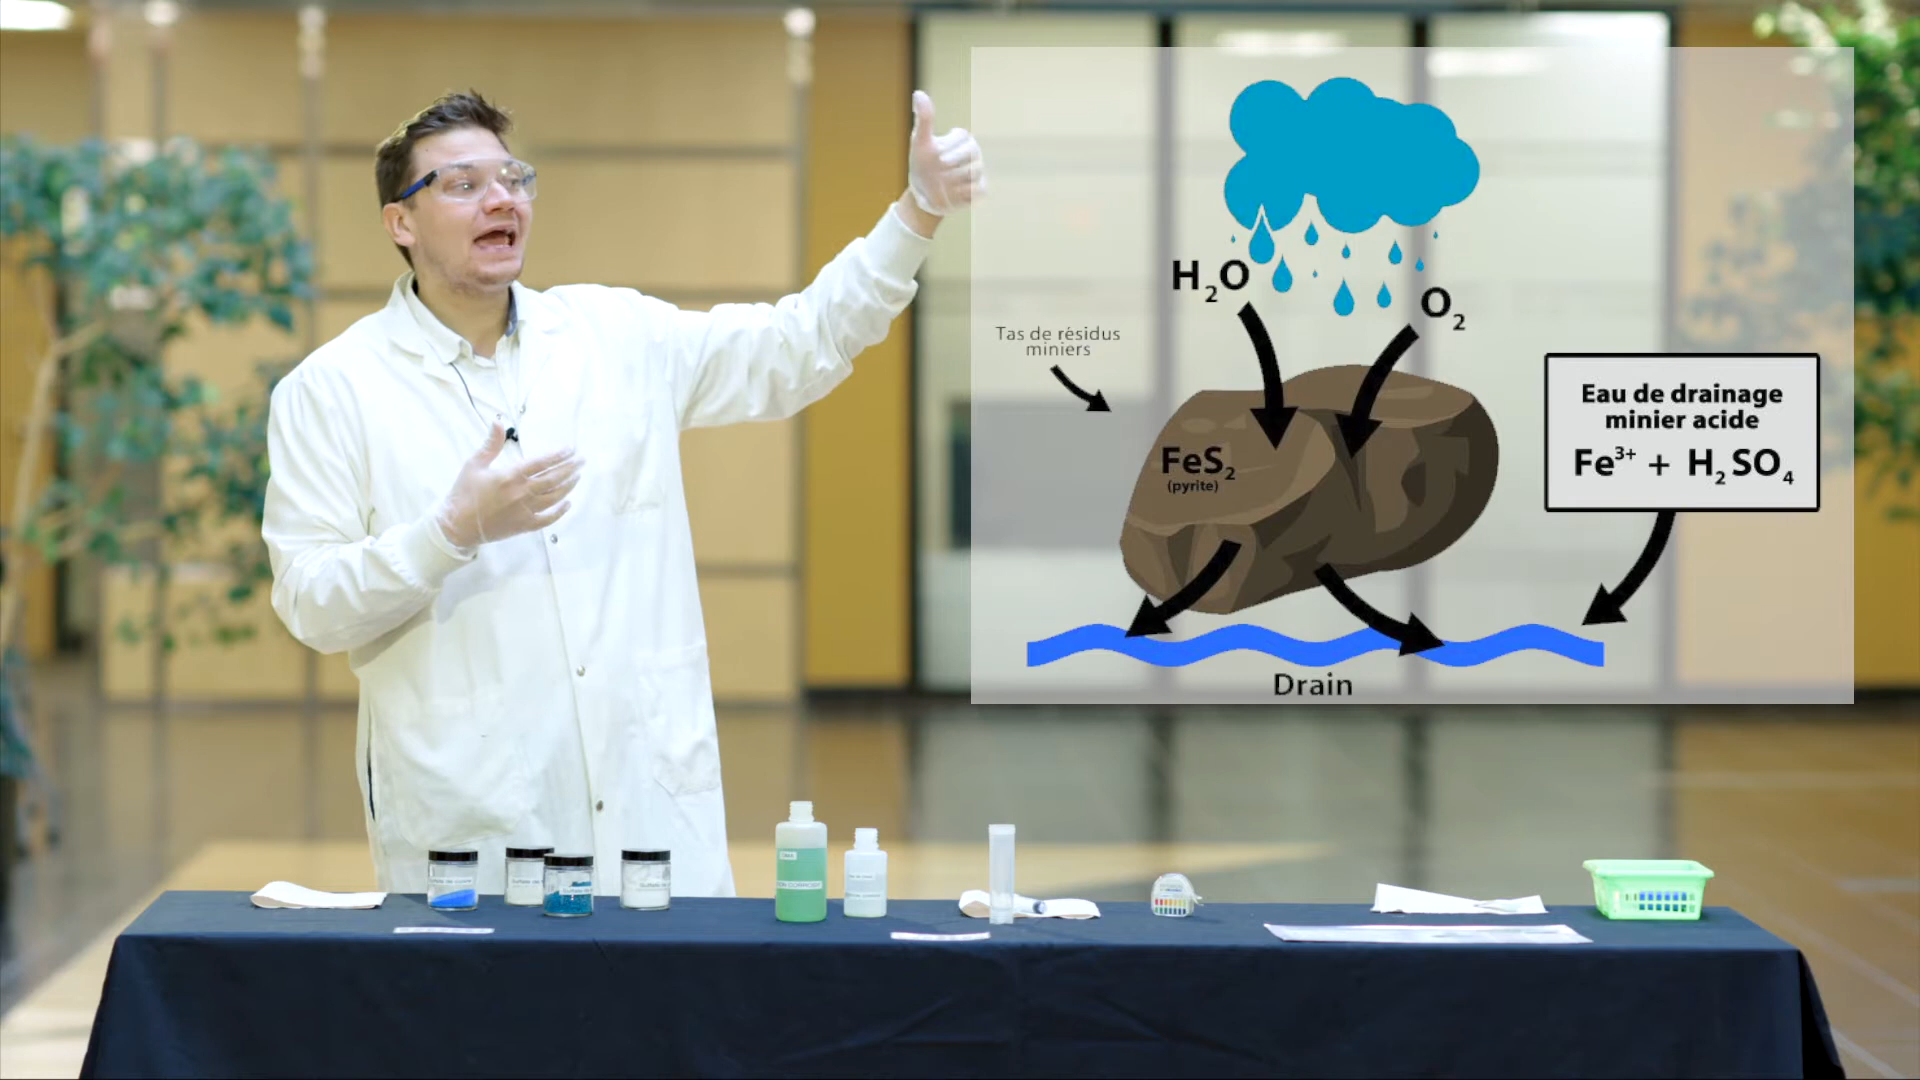 H₂O
O₂
Tas de résidus
miniers
Eau de drainage
minier acide
Fe³⁺ + H₂SO₄
FeS₂
(pyrite)
Drain